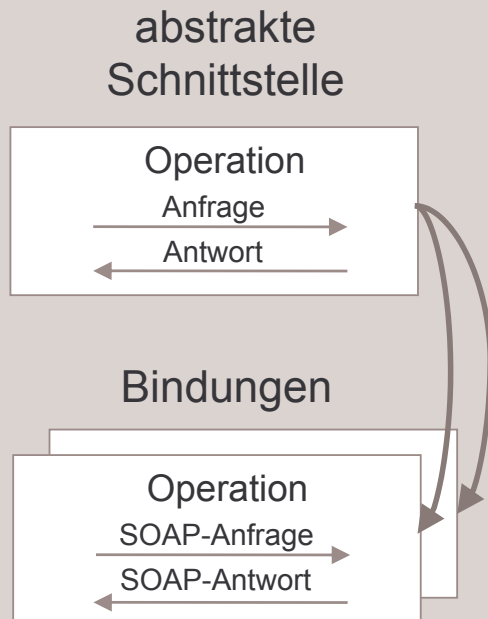 abstrakte
Schnittstelle
Operation
Anfrage
Antwort
Bindungen
Operation
SOAP-Anfrage
SOAP-Antwort